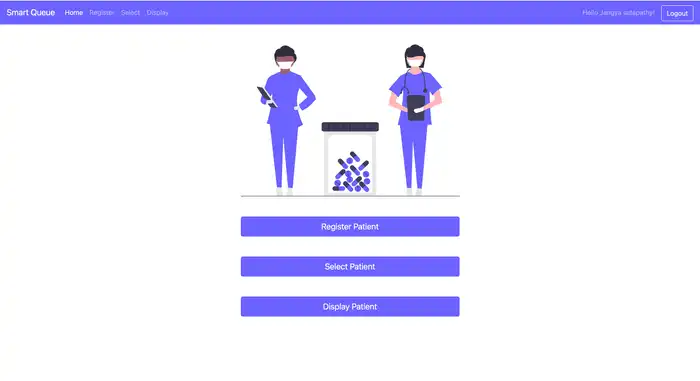 Smart Queue Home Register Select Display Hello Jangya satapathy! Logout
Register Patient
Select Patient
Display Patient